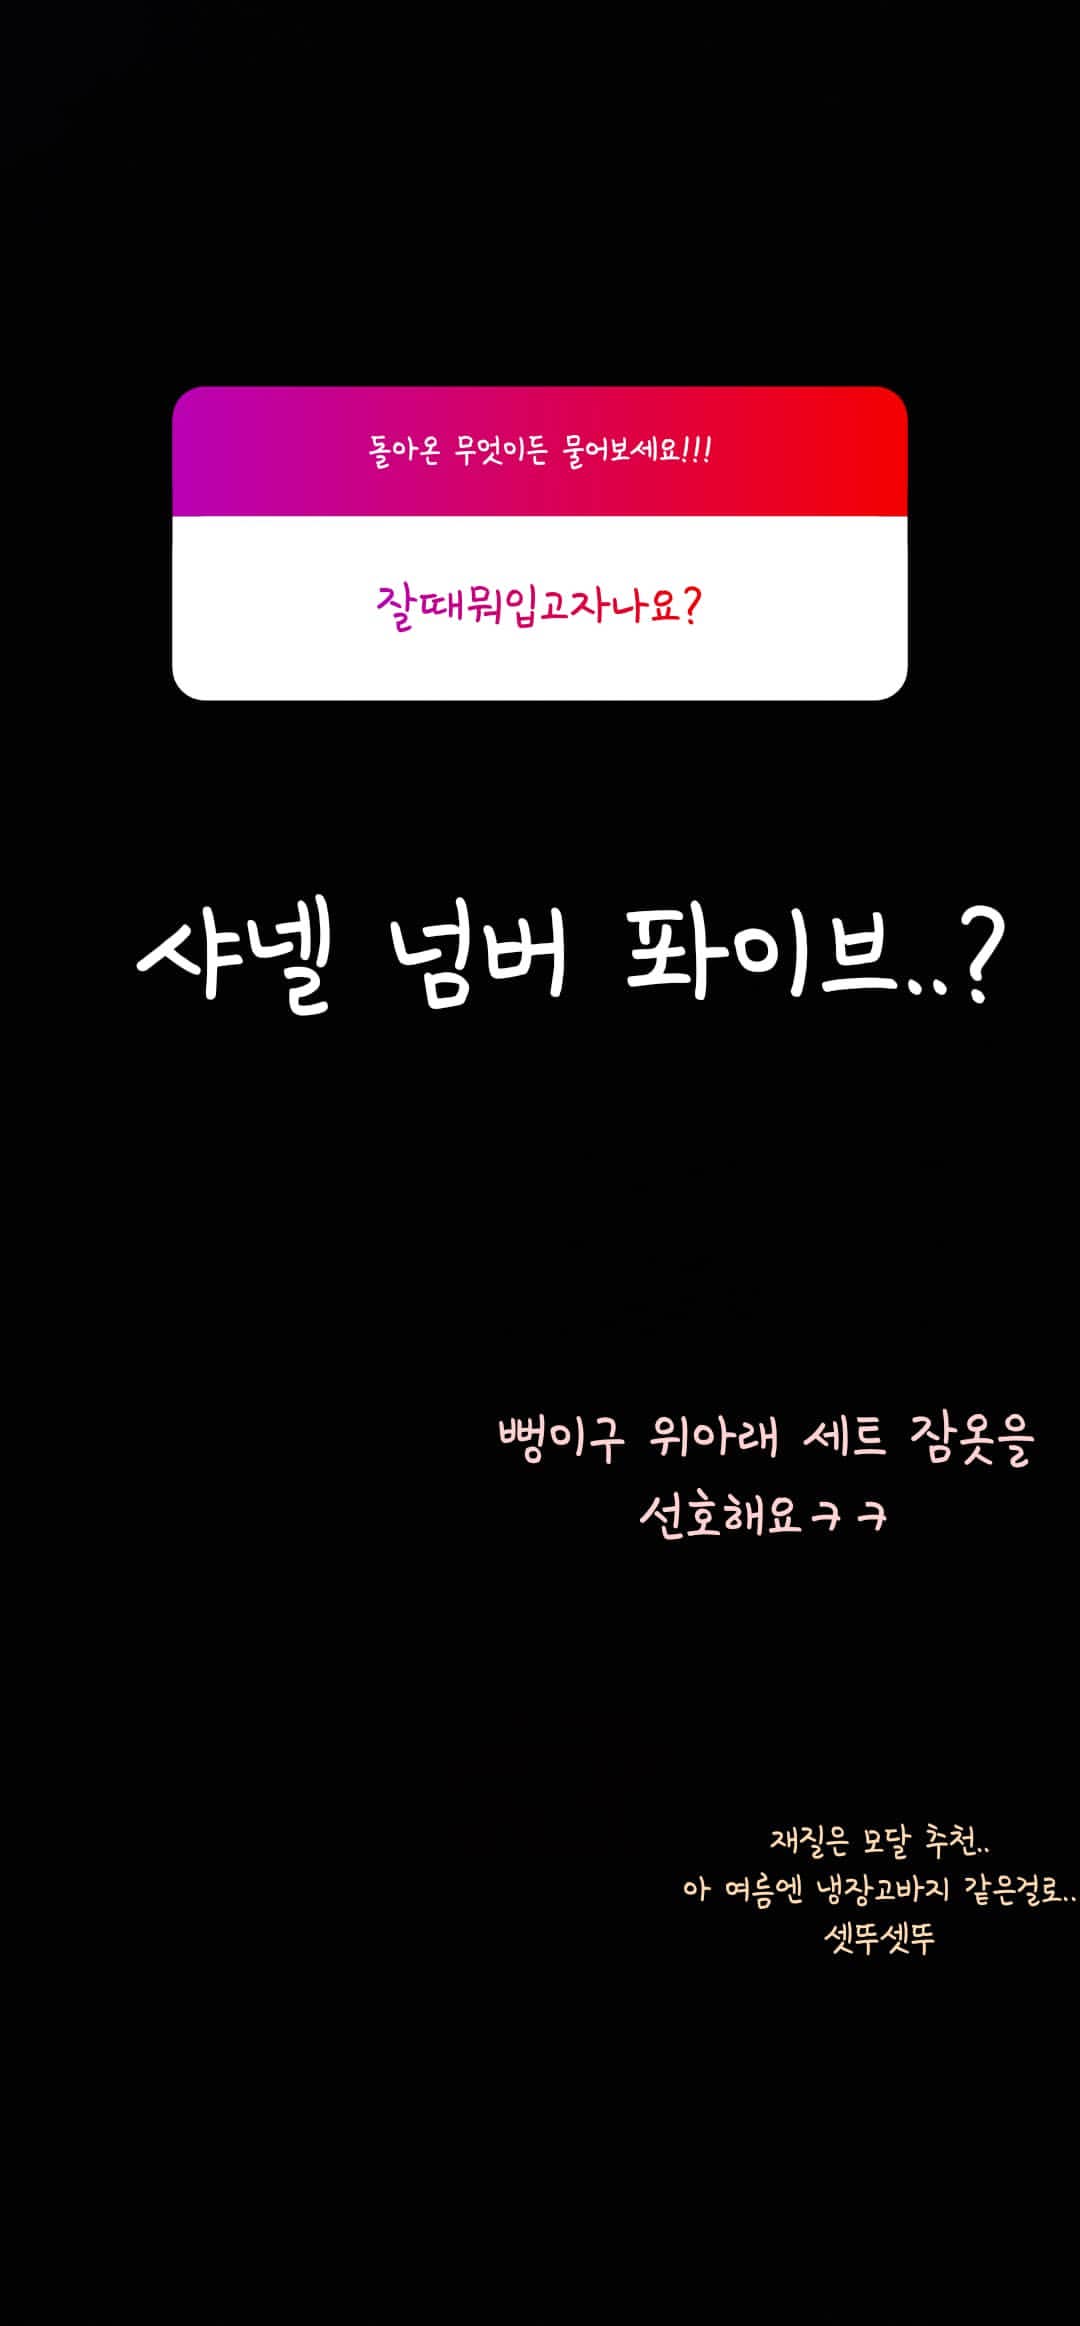 돌아온 무엇이든 물어보세요!!!
잘때뭐입고자나요?
샤넬 넘버 퐈이브..?
뻥이구 위아래 세트 잠옷을
선호해요ㅋㅋ
재질은 모달 추천..
아 여름엔 냉장고바지 같은걸로..
셋뚜셋뚜